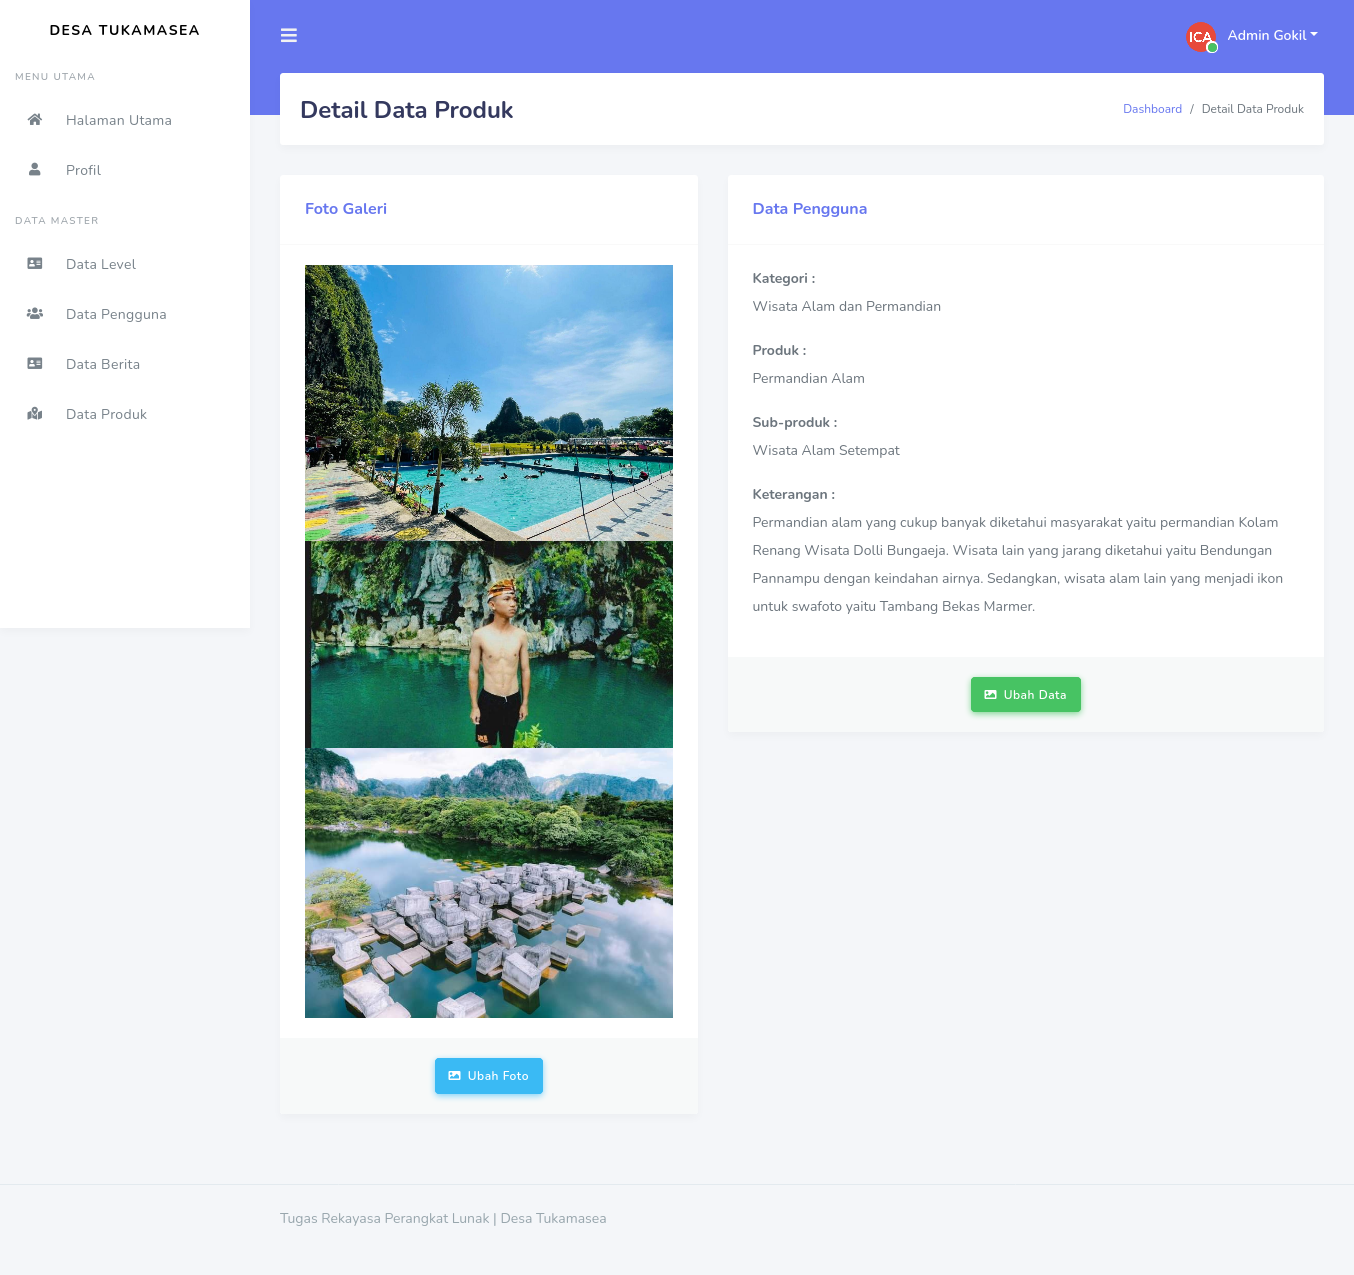 DESA TUKAMASEA
MENU UTAMA
Halaman Utama
Profil
DATA MASTER
Data Level
Data Pengguna
Data Berita
Data Produk
ICA
Admin Gokil
Detail Data Produk
Dashboard / Detail Data Produk
Foto Galeri
Ubah Foto
Data Pengguna
Kategori :
Wisata Alam dan Permandian
Produk :
Permandian Alam
Sub-produk :
Wisata Alam Setempat
Keterangan :
Permandian alam yang cukup banyak diketahui masyarakat yaitu permandian Kolam
Renang Wisata Dolli Bungaeja. Wisata lain yang jarang diketahui yaitu Bendungan
Pannampu dengan keindahan airnya. Sedangkan, wisata alam lain yang menjadi ikon
untuk swafoto yaitu Tambang Bekas Marmer.
Ubah Data
Tugas Rekayasa Perangkat Lunak | Desa Tukamasea